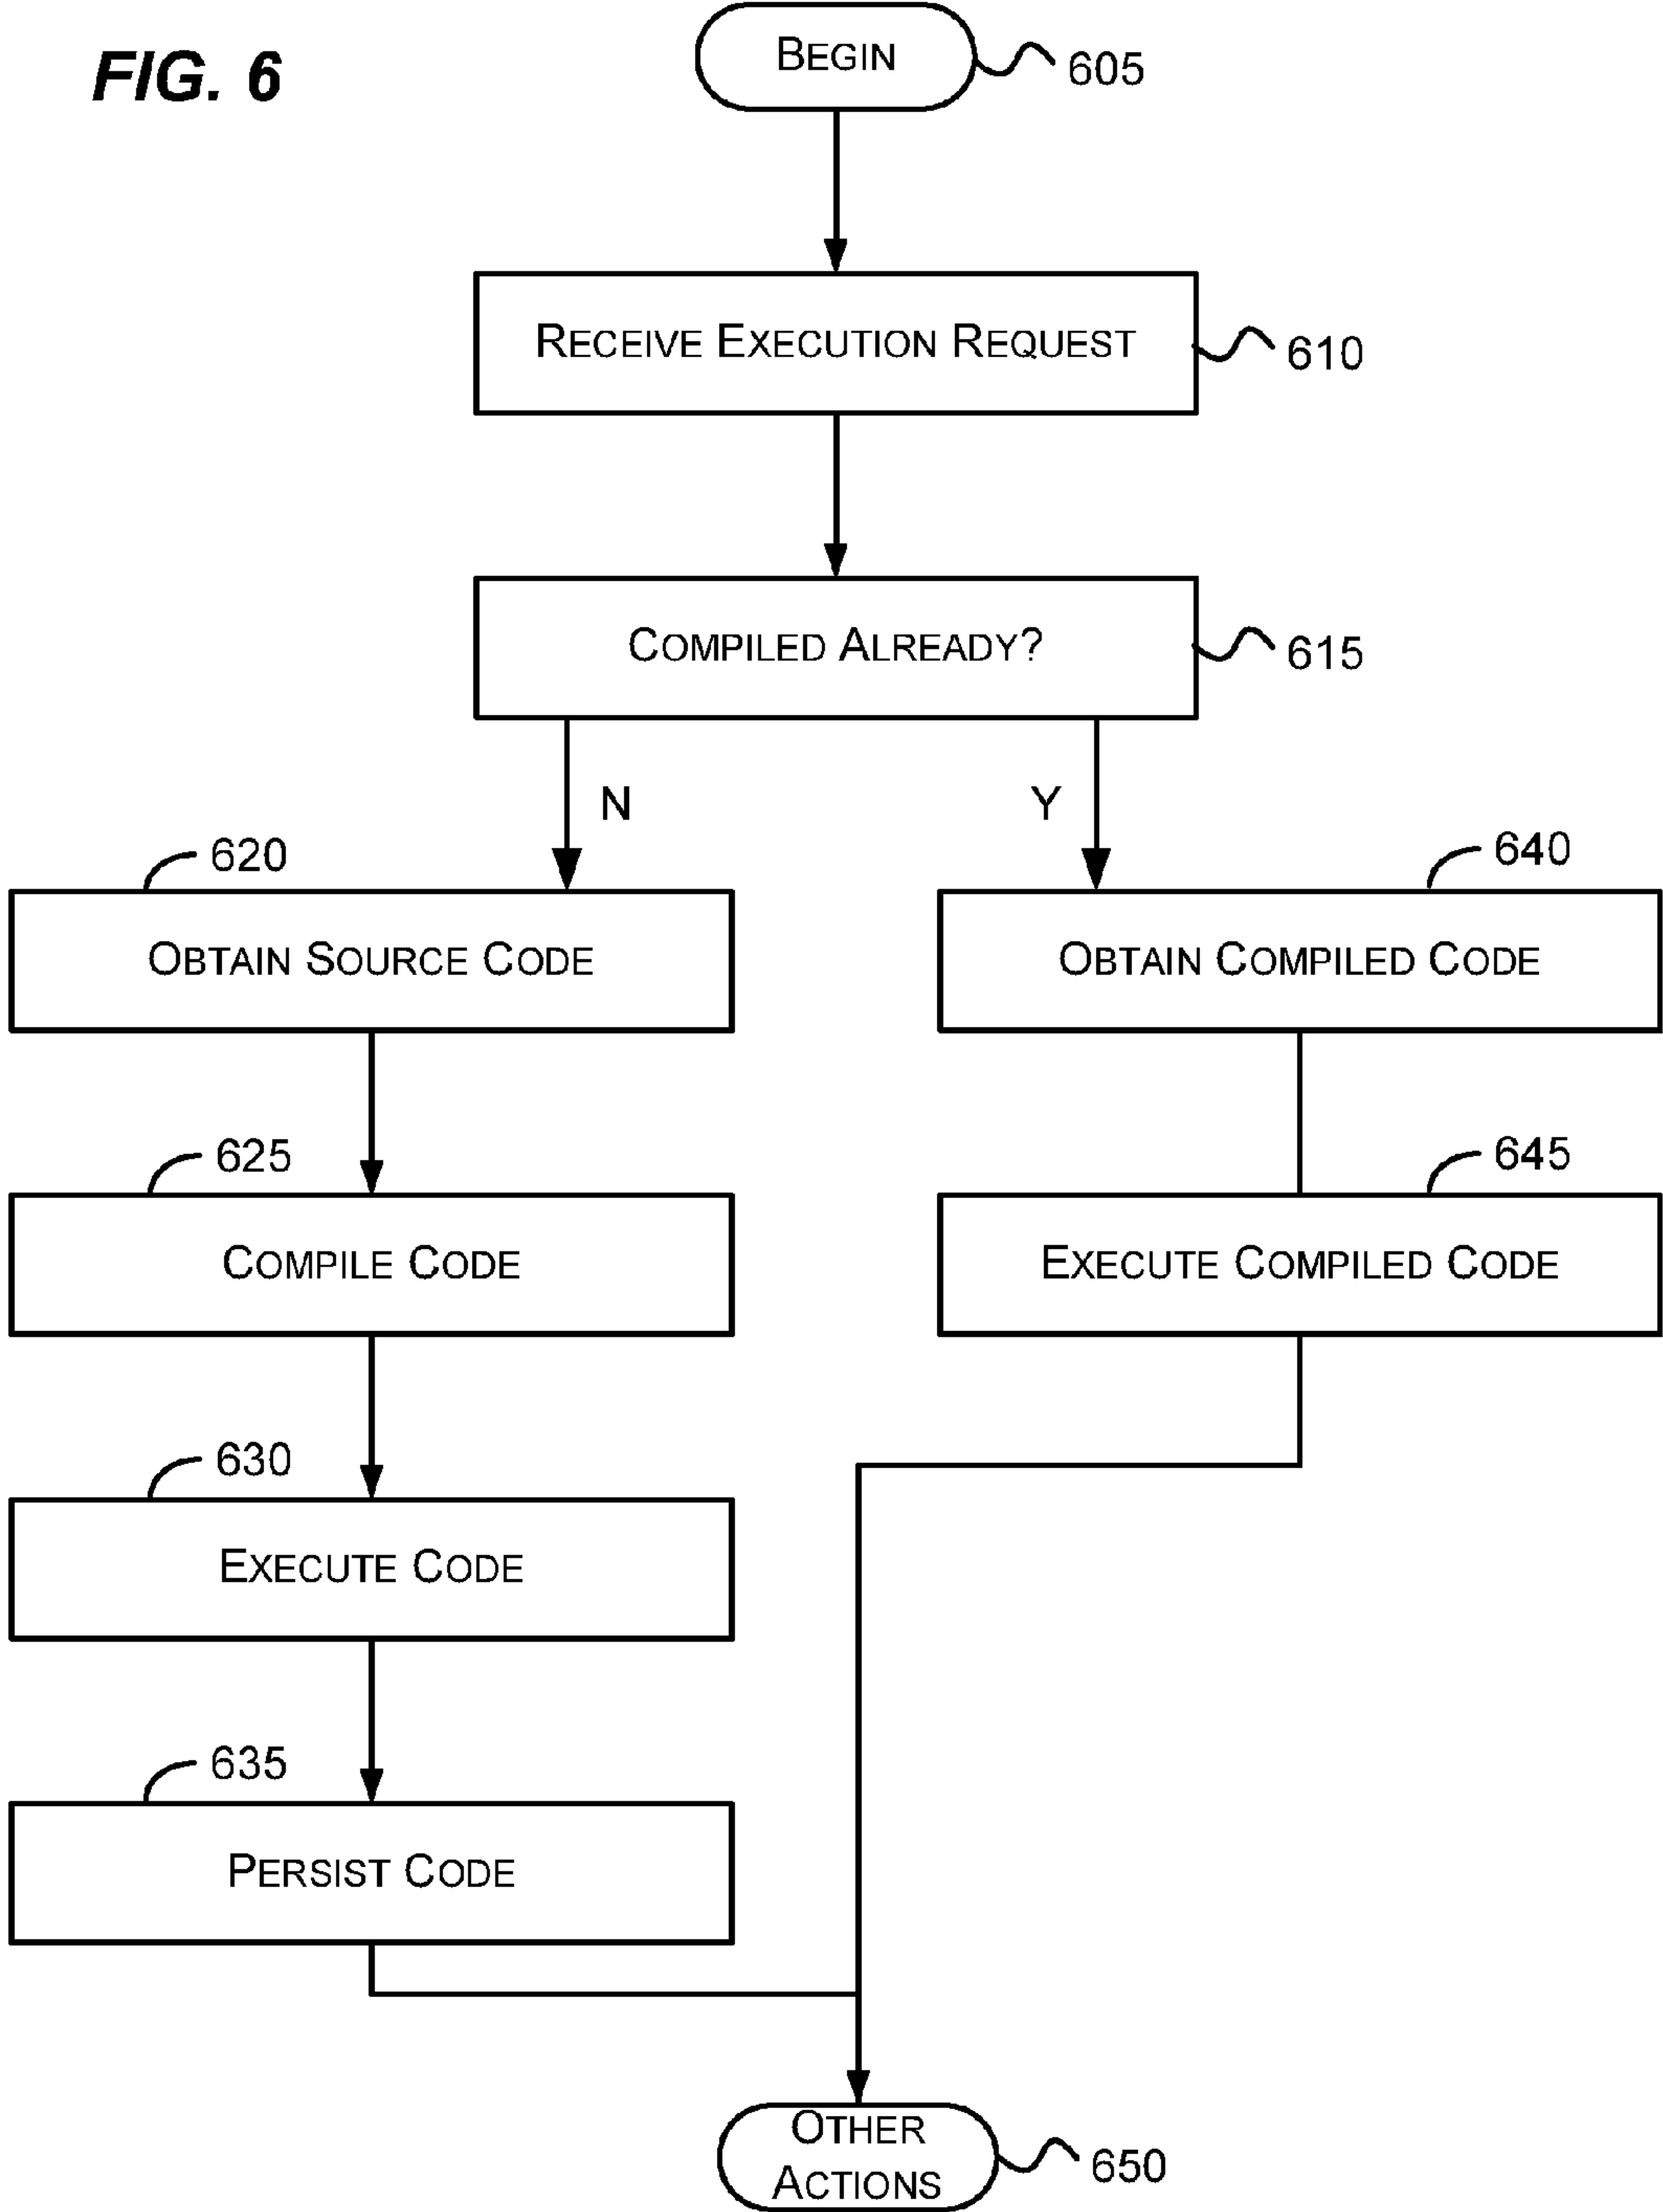 FIG. 6
BEGIN
605
RECEIVE EXECUTION REQUEST
610
COMPILED ALREADY?
615
N
Y
620
640
OBTAIN SOURCE CODE
OBTAIN COMPILED CODE
625
645
COMPILE CODE
EXECUTE COMPILED CODE
630
EXECUTE CODE
635
PERSIST CODE
OTHER
ACTIONS
650